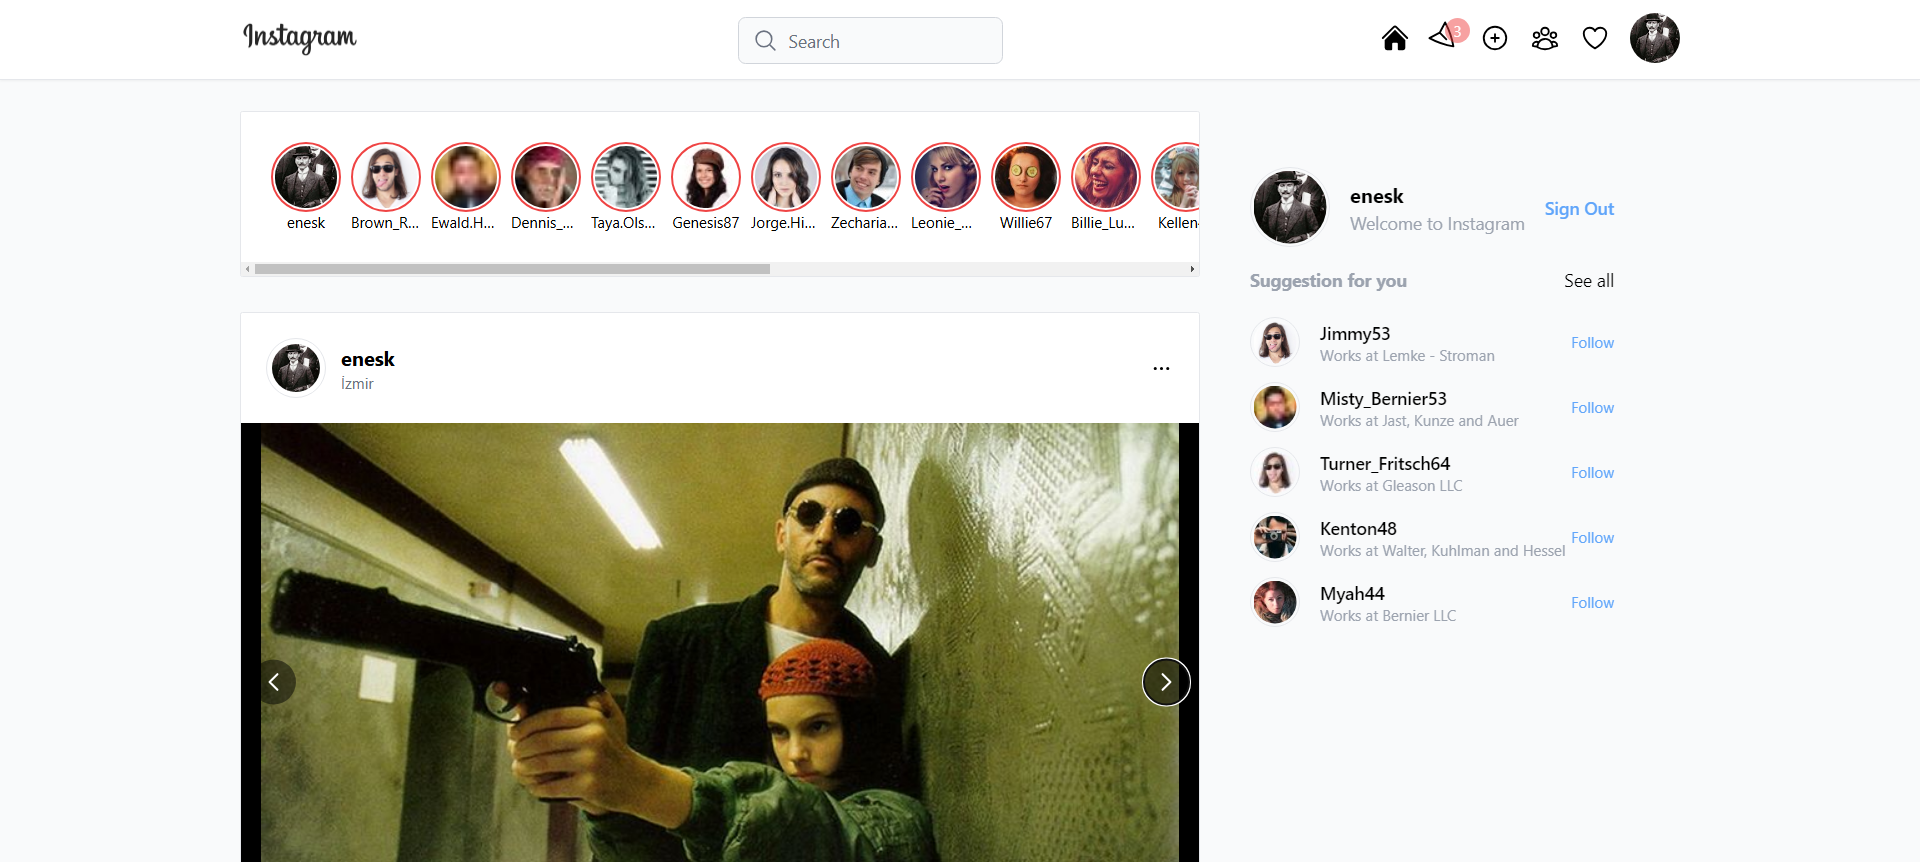 Instagram
Search
3
enesk
Brown_R...
Ewald.H...
Dennis_...
Taya.Ols...
Genesis87
Jorge.Hi...
Zecharia...
Leonie_...
Willie67
Billie_Lu...
Kellen
enesk
İzmir
...
enesk
Welcome to Instagram
Sign Out
Suggestion for you
See all
Jimmy53
Works at Lemke - Stroman
Follow
Misty_Bernier53
Works at Jast, Kunze and Auer
Follow
Turner_Fritsch64
Works at Gleason LLC
Follow
Kenton48
Works at Walter, Kuhlman and Hessel
Follow
Myah44
Works at Bernier LLC
Follow